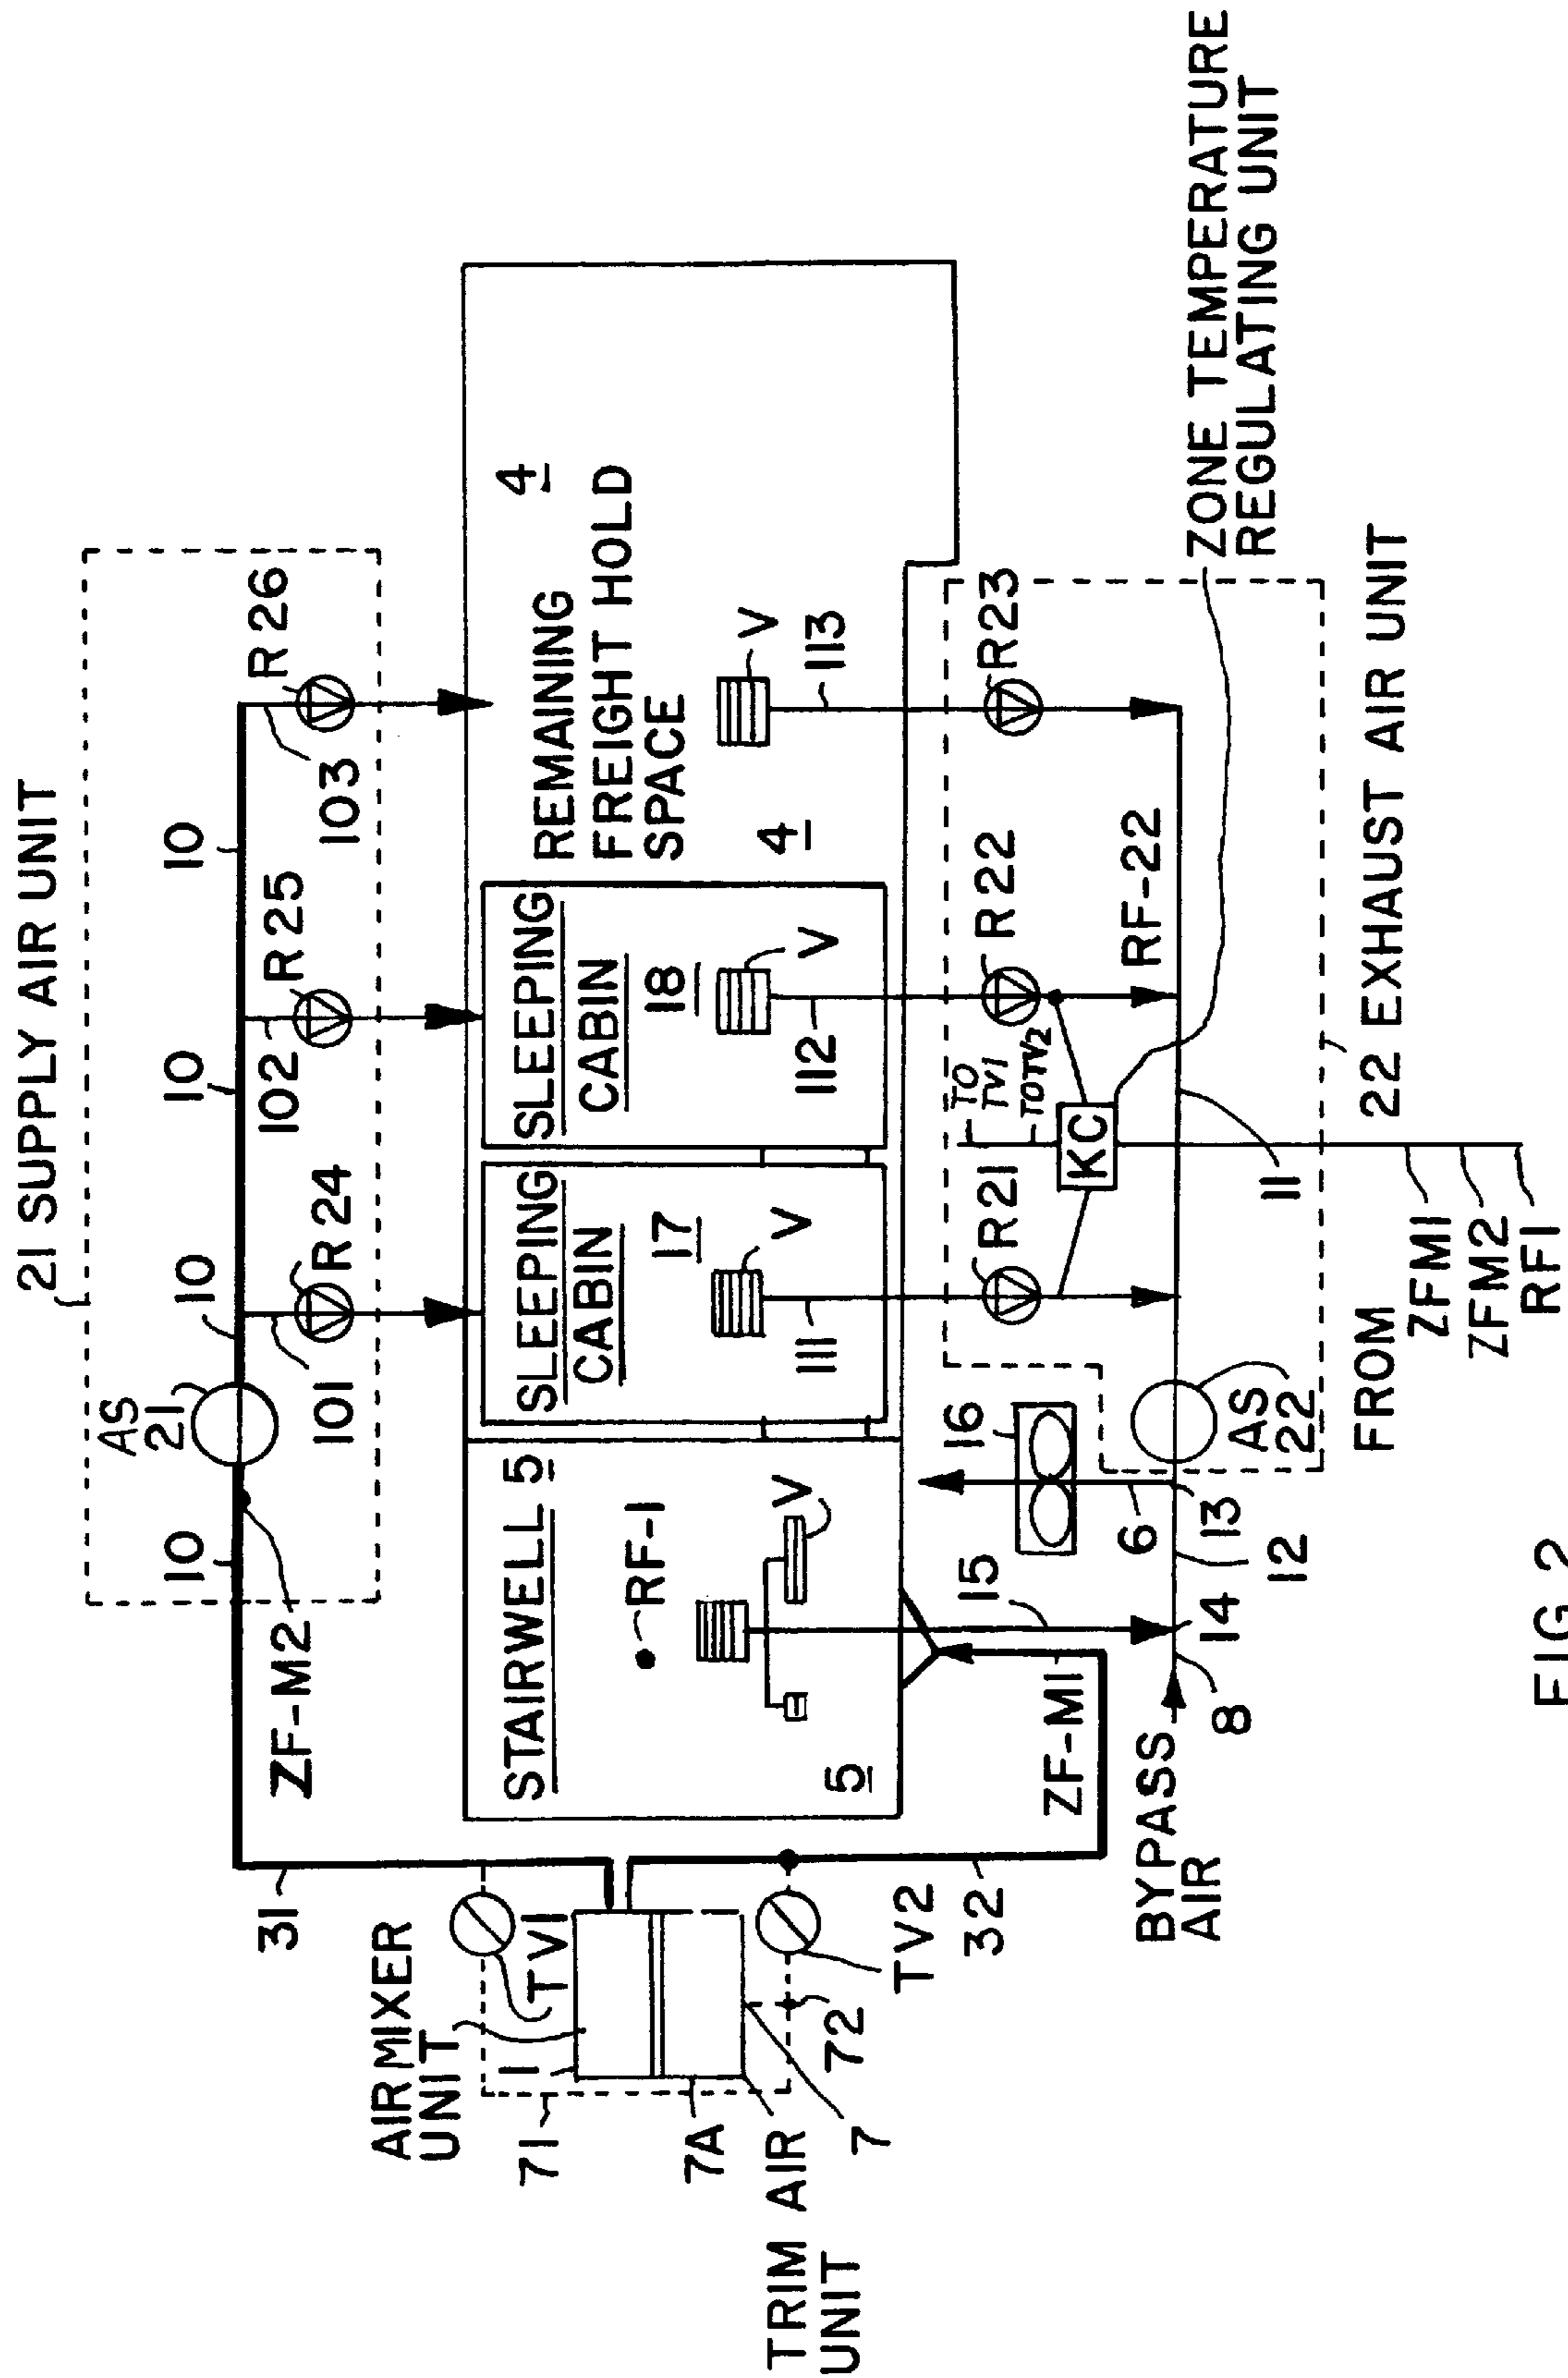 21 SUPPLY AIR UNIT
10
10
10
10
AS
21
R24
R25
R26
101
102
103
ZF-M2
31
AIR MIXER
UNIT
TV1
1
71
7A
TRIM AIR
UNIT
7
72
TV2
32
STAIRWELL 5
RF-1
V
5
SLEEPING
CABIN
17
V
111
SLEEPING
CABIN
18
V
112
REMAINING
FREIGHT HOLD
SPACE
4
4
V
113
ZF-M1
15
16
6
BYPASS
AIR
8
14
13
12
AS
22
R21
R22
R23
TO
TV1
TO TV2
KC
RF-22
11
ZONE TEMPERATURE
REGULATING UNIT
22 EXHAUST AIR UNIT
FROM
ZFM1
ZFM2
RF1
FIG. 2